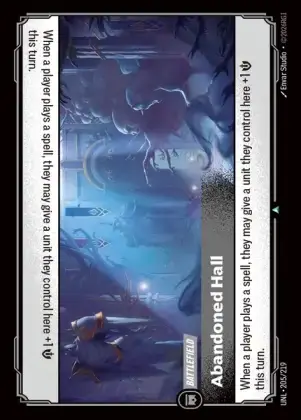 When a player plays a spell, they may give a unit they control here +1
this turn.
BATTLEFIELD
Abandoned Hall
When a player plays a spell, they may give a unit they control here +1
this turn.
UNL • 205/219
Envar Studio • ©2026RGI